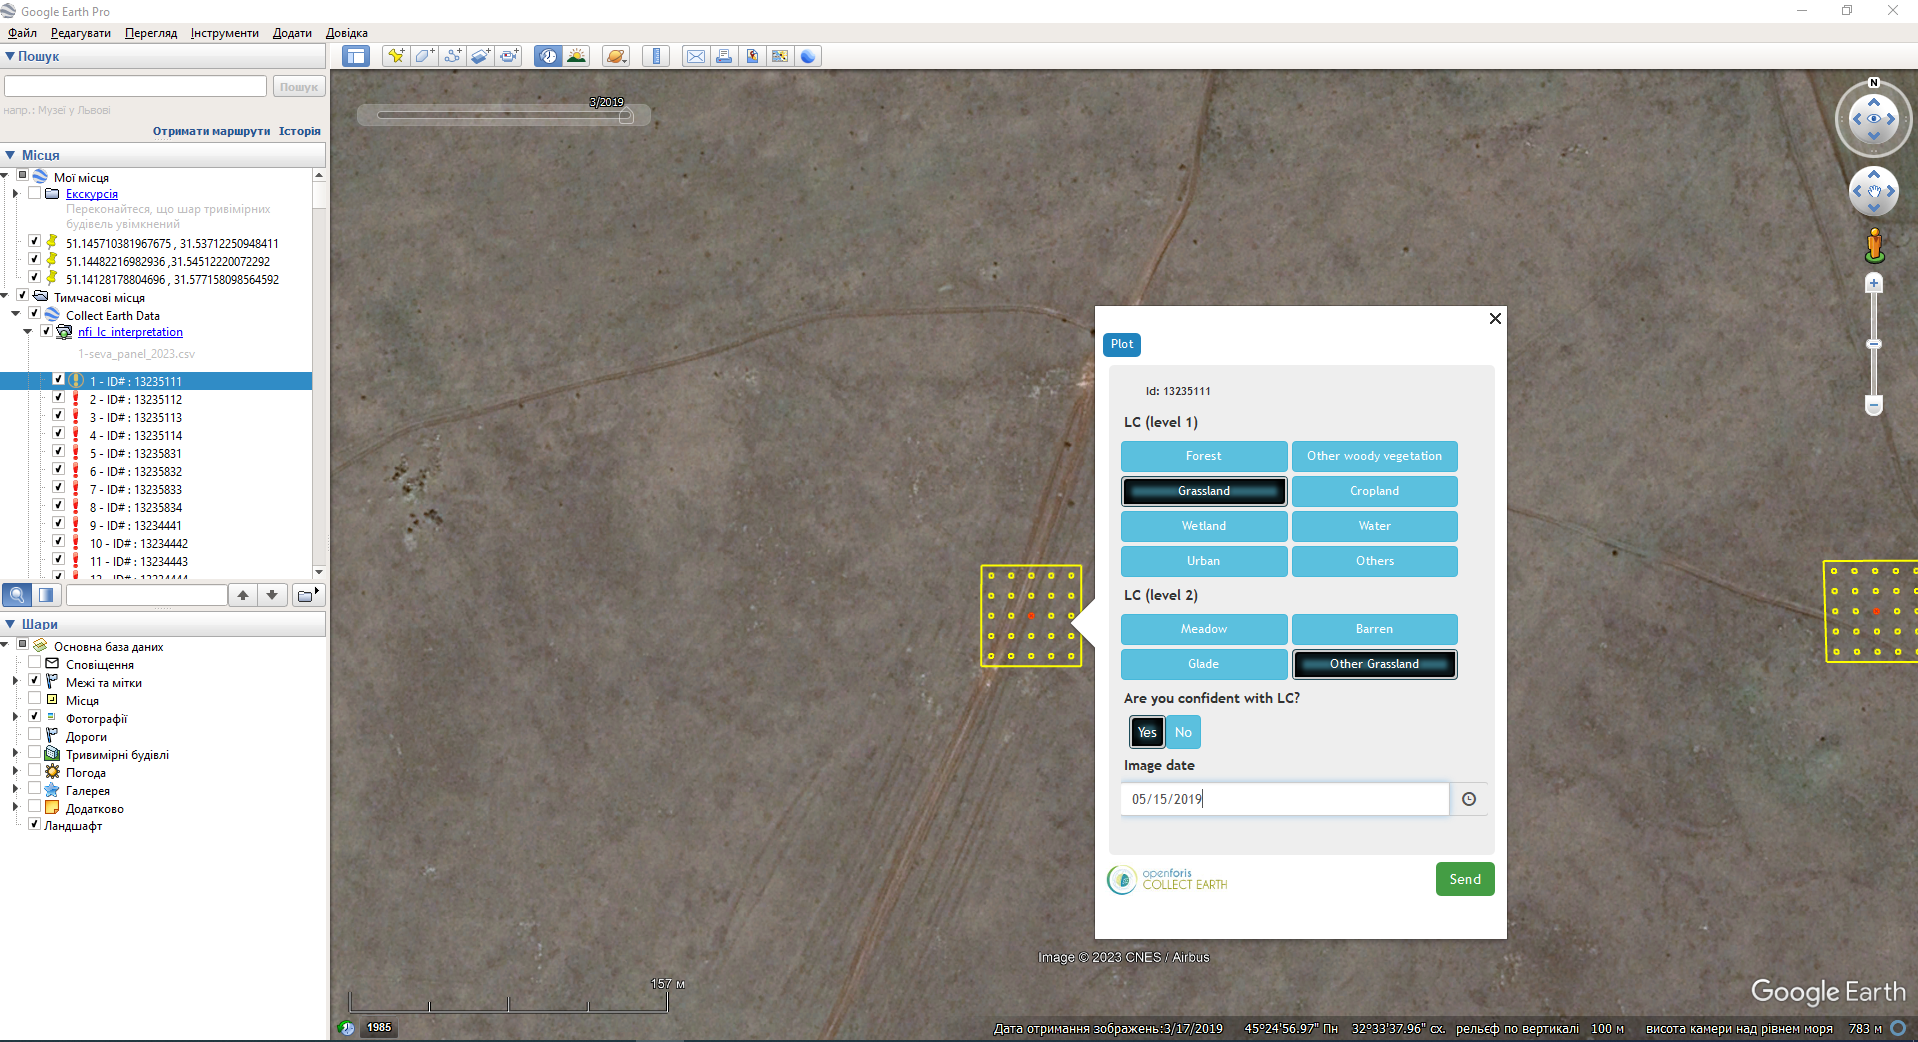 Google Earth Pro
Файл Редагувати Перегляд Інструменти Додати Довідка
Пошук
Пошук
напр.: Музеї у Львові
Отримати маршрути Історія
Місця
Мої місця
Екскурсія
Переконайтеся, що шар тривімірних
будівель увімкнений
51.145710381967675 , 31.53712250948411
51.14482216982936 ,31.54512220072292
51.14128178804696 , 31.577158098564592
Тимчасові місця
Collect Earth Data
nfi_lc_interpretation
1-seva_panel_2023.csv
1 - ID# : 13235111
2 - ID# : 13235112
3 - ID# : 13235113
4 - ID# : 13235114
5 - ID# : 13235831
6 - ID# : 13235832
7 - ID# : 13235833
8 - ID# : 13235834
9 - ID# : 13234441
10 - ID# : 13234442
11 - ID# : 13234443
12 - ID# : 13234444
Шари
Основна база даних
Сповіщення
Межі та мітки
Місця
Фотографії
Дороги
Тривимірні будівлі
Погода
Галерея
Додатково
Ландшафт
3/2019
N
Plot
Id: 13235111
LC (level 1)
Forest Other woody vegetation
Grassland Cropland
Wetland Water
Urban Others
LC (level 2)
Meadow Barren
Glade Other Grassland
Are you confident with LC?
Yes No
Image date
05/15/2019
openforis
COLLECT EARTH
Send
Image © 2023 CNES / Airbus
157 м
Google Earth
1985
Дата отримання зображень:3/17/2019 45°24'56.97" Пн 32°33'37.96" сх. рельєф по вертикалі 100 м висота камери над рівнем моря 783 м